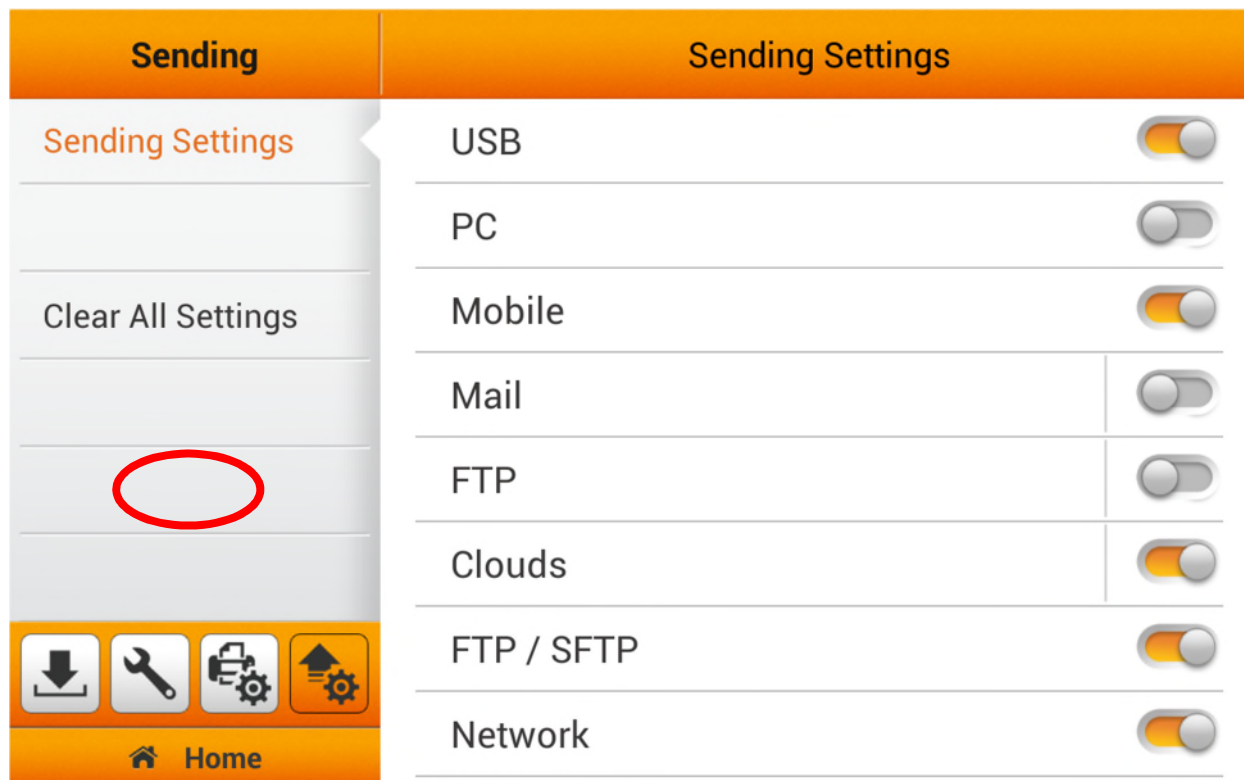 Sending
Sending Settings
Sending Settings
Clear All Settings
Home
USB
PC
Mobile
Mail
FTP
Clouds
FTP / SFTP
Network